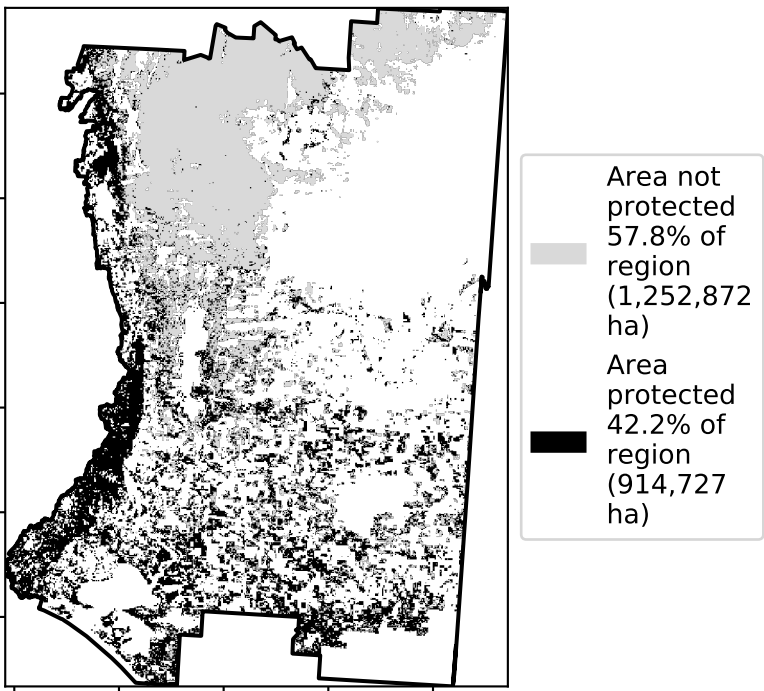 Area not
protected
57.8% of
region
(1,252,872
ha)
Area
protected
42.2% of
region
(914,727
ha)